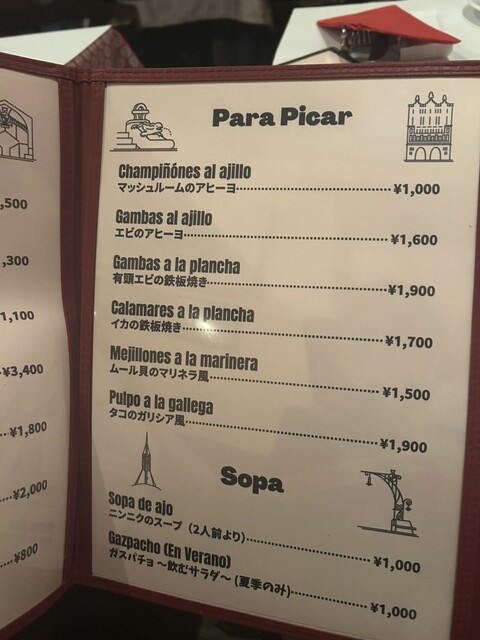 ,500
,300
1,100
¥3,400
¥1,800
¥2,000
¥800
Para Picar
Champiñónes al ajillo
マッシュルームのアヒーヨ ¥1,000
Gambas al ajillo
エビのアヒーヨ ¥1,600
Gambas a la plancha
有頭エビの鉄板焼き ¥1,900
Calamares a la plancha
イカの鉄板焼き ¥1,700
Mejillones a la marinera
ムール貝のマリネラ風 ¥1,500
Pulpo a la gallega
タコのガリシア風 ¥1,900
Sopa
Sopa de ajo
ニンニクのスープ (2人前より) ¥1,000
Gazpacho (En Verano)
ガスパチョ ～飲むサラダ～ (夏季のみ) ¥1,000